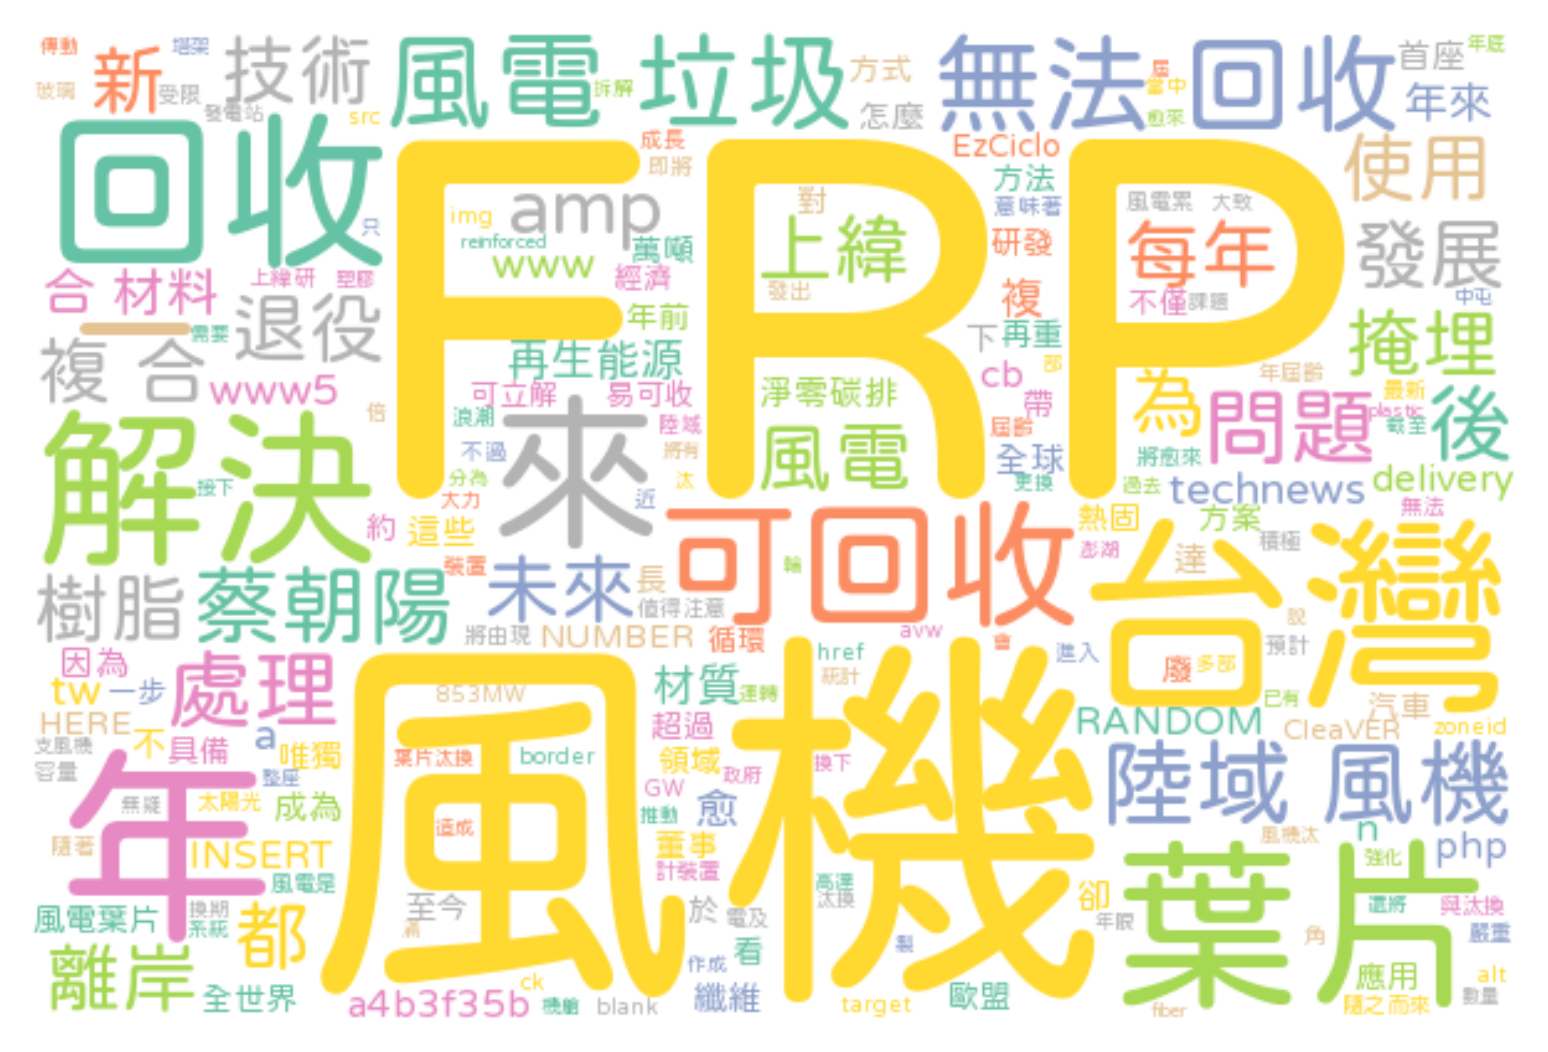 傳動
塔架
新
技術
風電
垃圾
方式
無法回收
首座
年底
屆
玻璃
受限
拆解
當中
年來
發電站
src
怎麼
愈來
回收
FRP
成長
即將
EzCiclo
使用
img
amp
對
方法
意味著
風電累
大致
只
reinforced
萬噸
上緯
研發
每年
發展
www
合 材料
上緯研
塑膠
經濟
發出
複
不僅
課題
中屯
一
需要
退役
年前
下
再重
掩埋
複 合
再生能源
部
年屆齡
www5
可立解
易可收
淨零碳排
cb
帶
為
問題
最新
plastic
後
倍
浪潮
陸域
屆齡
截至
解決
來
不過
將有
風電
全球
將愈來
按下
分為
汰
更換
過去
technews
delivery
大力
近
無法
約
這些
可回收
熱固
方案
台灣
澎湖
積極
裝置
未來
長
輪
達
樹脂
蔡朝陽
值得注意
說
將由現
NUMBER
循環
avw
會
預計
因為
處理
href
進入
廢
多部
tw
一步
853MW
材質
運轉
統計
已有
汽車
HERE
超過
RANDOM
CleaVER
zoneid
支風機
不
具備
a
唯獨
葉片汰換
border
領域
政府
換下
陸域
風機
容量
整座
GW
年
無疑
太陽光
成為
推動
愈
造成
風機
n
風機汰
php
隨著
INSERT
董事
強化
計裝置
風電是
高達
葉片
風電葉片
換期
都
至今
於
電及
汰換
卻
年限
還將
與汰換
系統
離岸
看
製
角
嚴重
作成
應用
alt
全世界
ck
纖維
歐盟
數量
a4b3f35b
機艙
blank
target
fiber
隨之而來